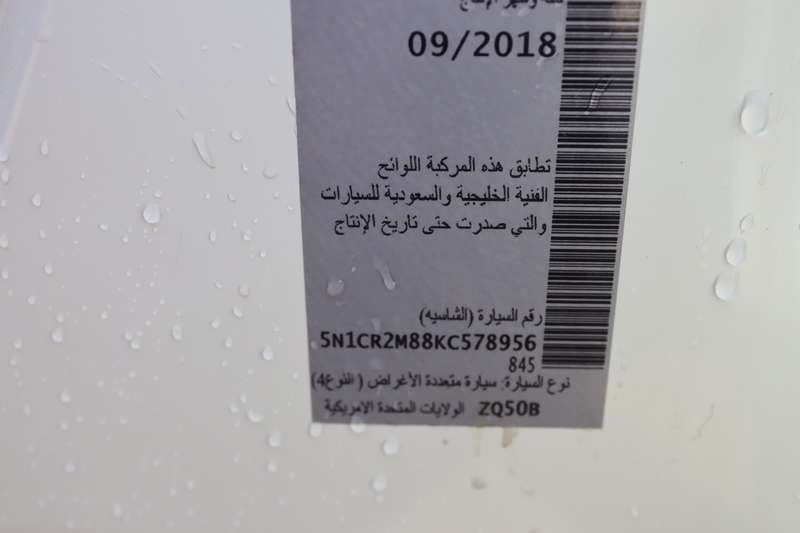 09/2018
تطابق هذه المركبة اللوائح
الفنية الخليجية والسعودية للسيارات
والتي صدرت حتى تاريخ الإنتاج
رقم السيارة (الشاسيه)
5N1CR2M88KC578956
845
نوع السيارة: سيارة متعددة الأغراض (النوع4)
ZQ50B الولايات المتحدة الامريكية